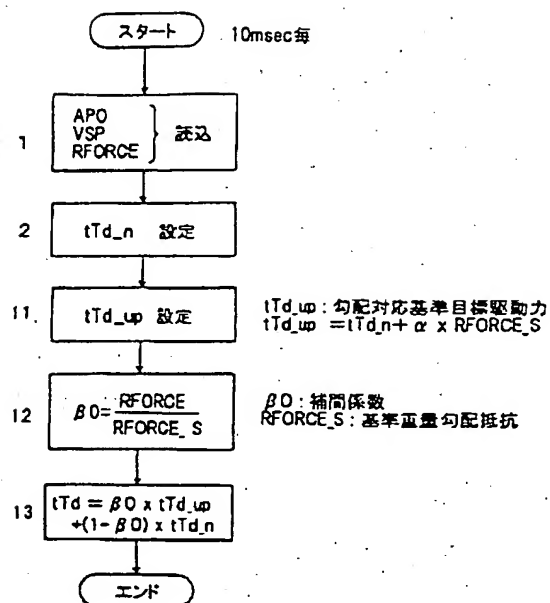 スタート 10msec毎
1
APO
VSP
RFORCE
読込
2 tTd_n 設定
11. tTd_up 設定
tTd_up : 勾配対応基準目標駆動力
tTd_up =tTd_n+ α x RFORCE_S
12 β0= RFORCE
RFORCE_S
β0 : 補間係数
RFORCE_S : 基準重量勾配抵抗
13 tTd = β0 x tTd_up
+(1- β0) x tTd_n
エンド